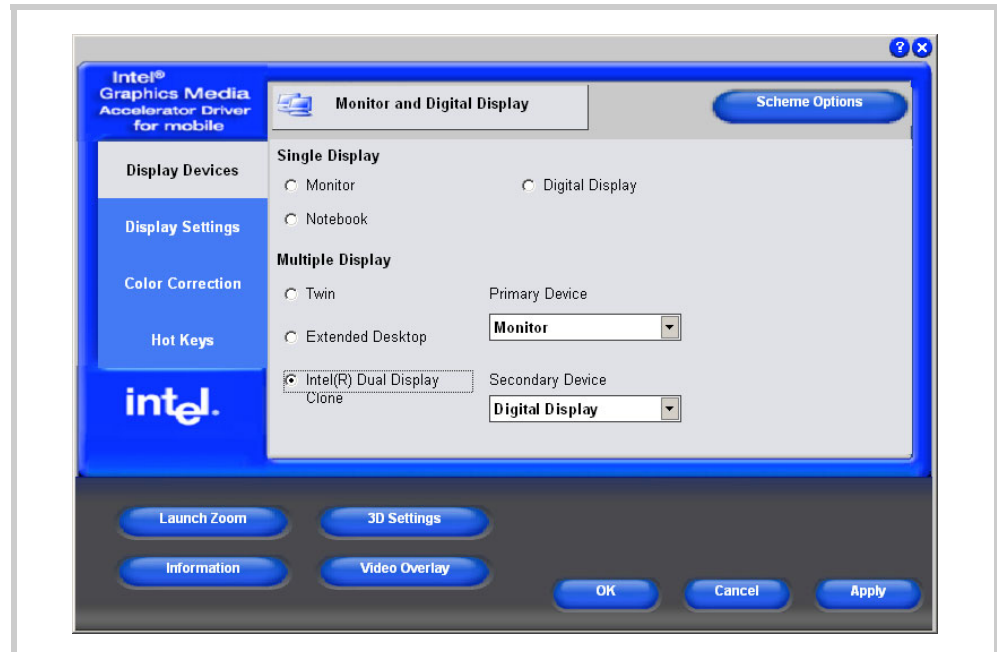 ?
Intel®
Graphics Media
Accelerator Driver
for mobile
Monitor and Digital Display
Scheme Options
Display Devices
Display Settings
Color Correction
Hot Keys
intel.
Single Display
Monitor
Digital Display
Notebook
Multiple Display
Twin
Primary Device
Monitor
Extended Desktop
Intel(R) Dual Display
Clone
Secondary Device
Digital Display
Launch Zoom
3D Settings
Information
Video Overlay
OK
Cancel
Apply